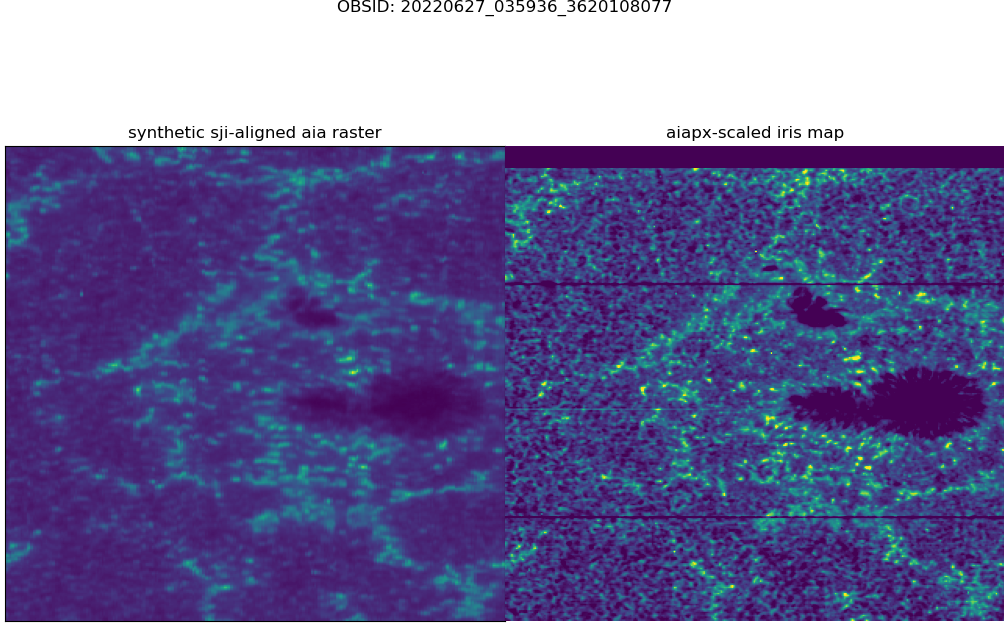 OBSID: 20220627_035936_3620108077
synthetic sji-aligned aia raster
aiapx-scaled iris map